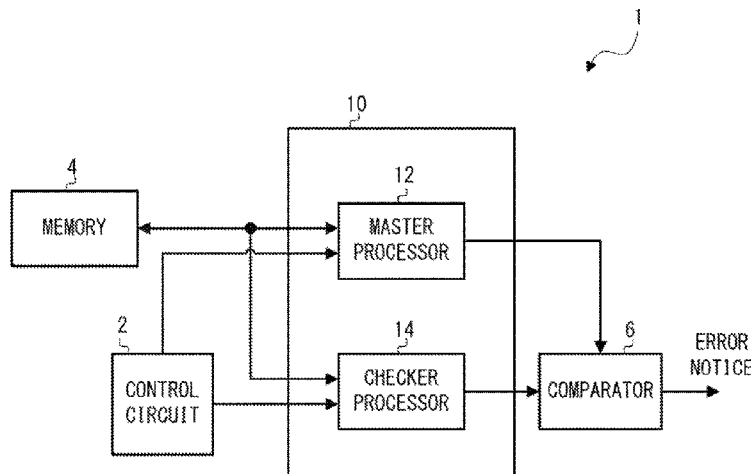 1
10
4
MEMORY
12
MASTER
PROCESSOR
2
CONTROL
CIRCUIT
14
CHECKER
PROCESSOR
6
COMPARATOR
ERROR
NOTICE